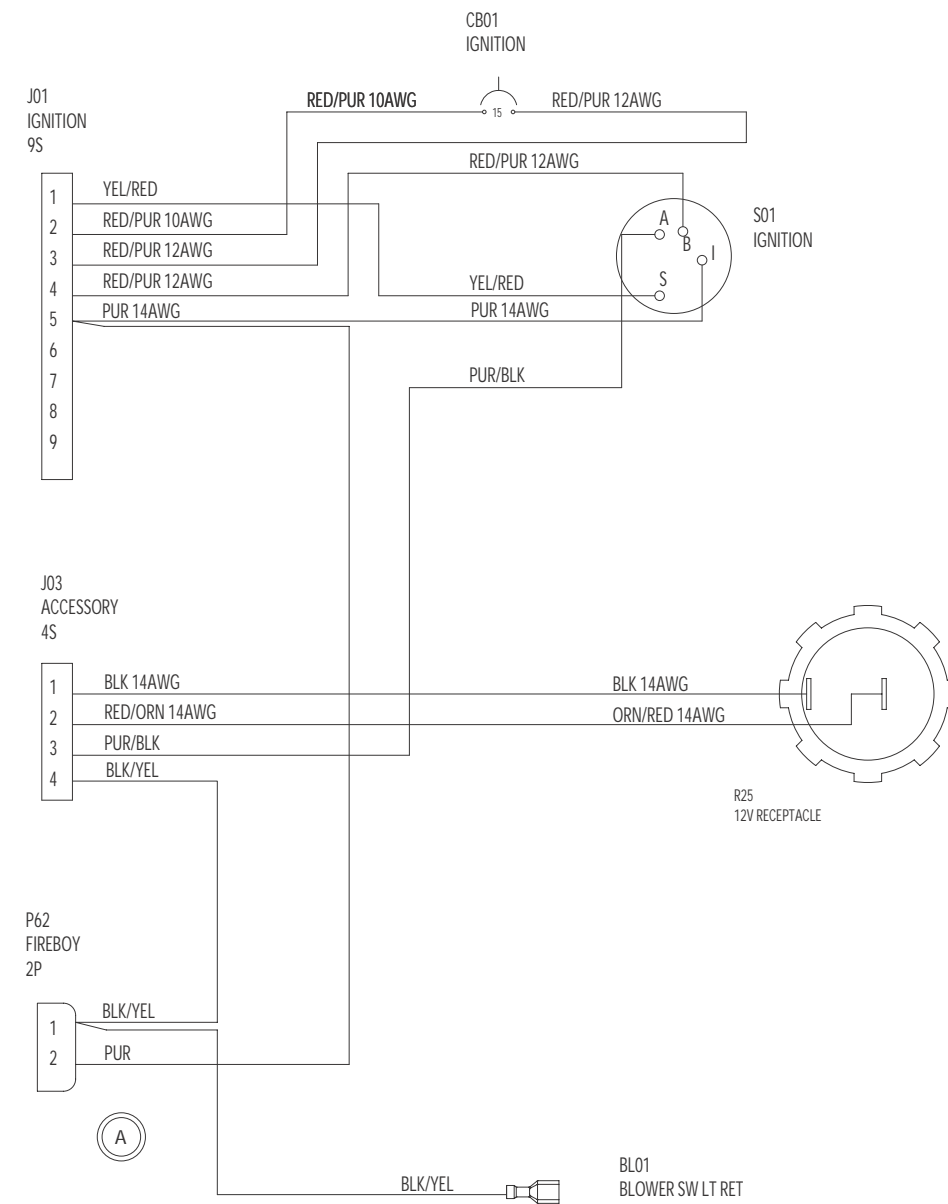 CB01
IGNITION
J01
IGNITION
9S
RED/PUR 10AWG
15
RED/PUR 12AWG
RED/PUR 12AWG
1
YEL/RED
2
RED/PUR 10AWG
3
RED/PUR 12AWG
4
RED/PUR 12AWG
5
PUR 14AWG
6
7
8
9
A
B
I
S
S01
IGNITION
YEL/RED
PUR 14AWG
PUR/BLK
J03
ACCESSORY
4S
1
BLK 14AWG
BLK 14AWG
2
RED/ORN 14AWG
ORN/RED 14AWG
3
PUR/BLK
4
BLK/YEL
R25
12V RECEPTACLE
P62
FIREBOY
2P
1
BLK/YEL
2
PUR
A
BLK/YEL
BL01
BLOWER SW LT RET